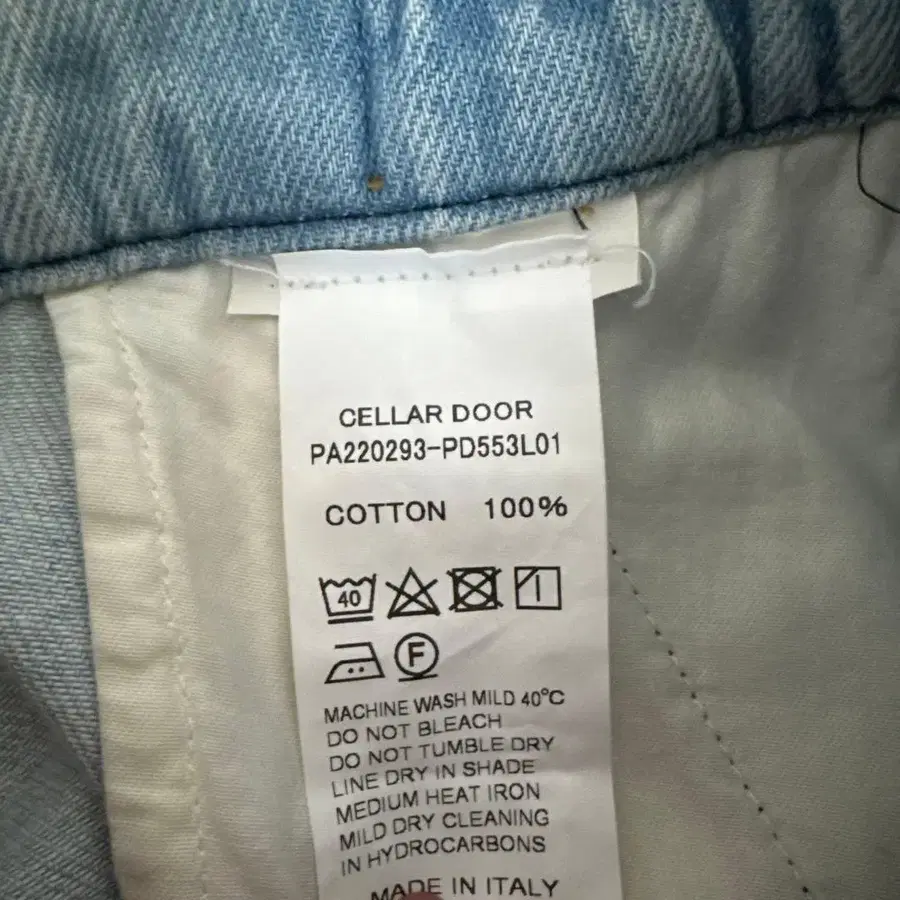 CELLAR DOOR
PA220293-PD553L01
COTTON 100%
40
F
MACHINE WASH MILD 40°C
DO NOT BLEACH
DO NOT TUMBLE DRY
LINE DRY IN SHADE
MEDIUM HEAT IRON
MILD DRY CLEANING
IN HYDROCARBONS
MADE IN ITALY